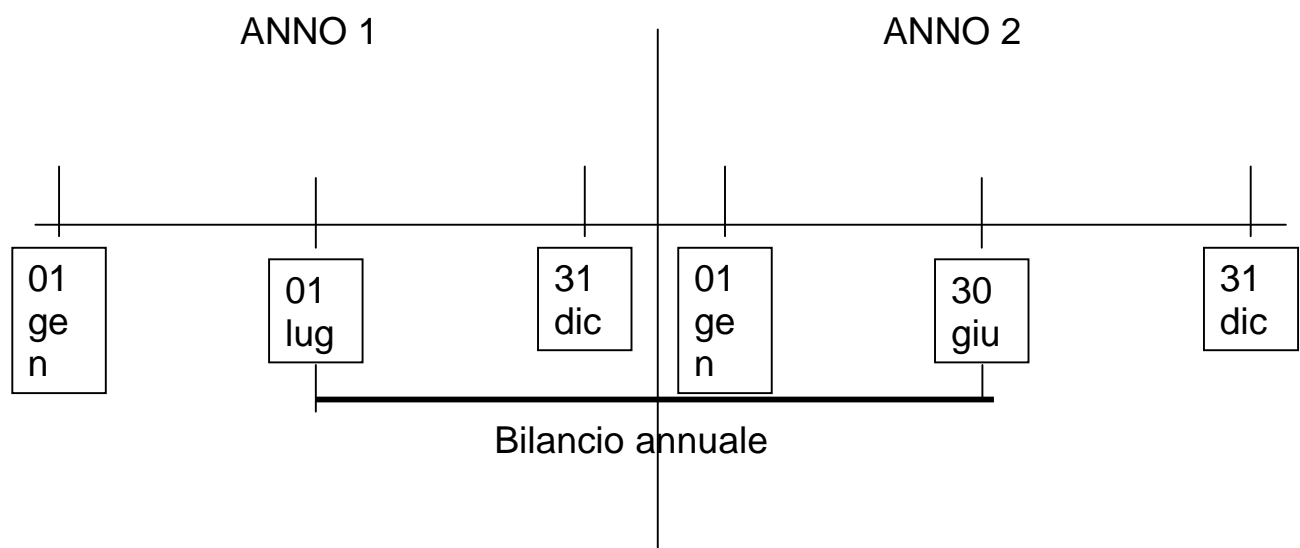 ANNO 1
ANNO 2
01
ge
n
01
lug
31
dic
01
ge
n
30
giu
31
dic
Bilancio annuale